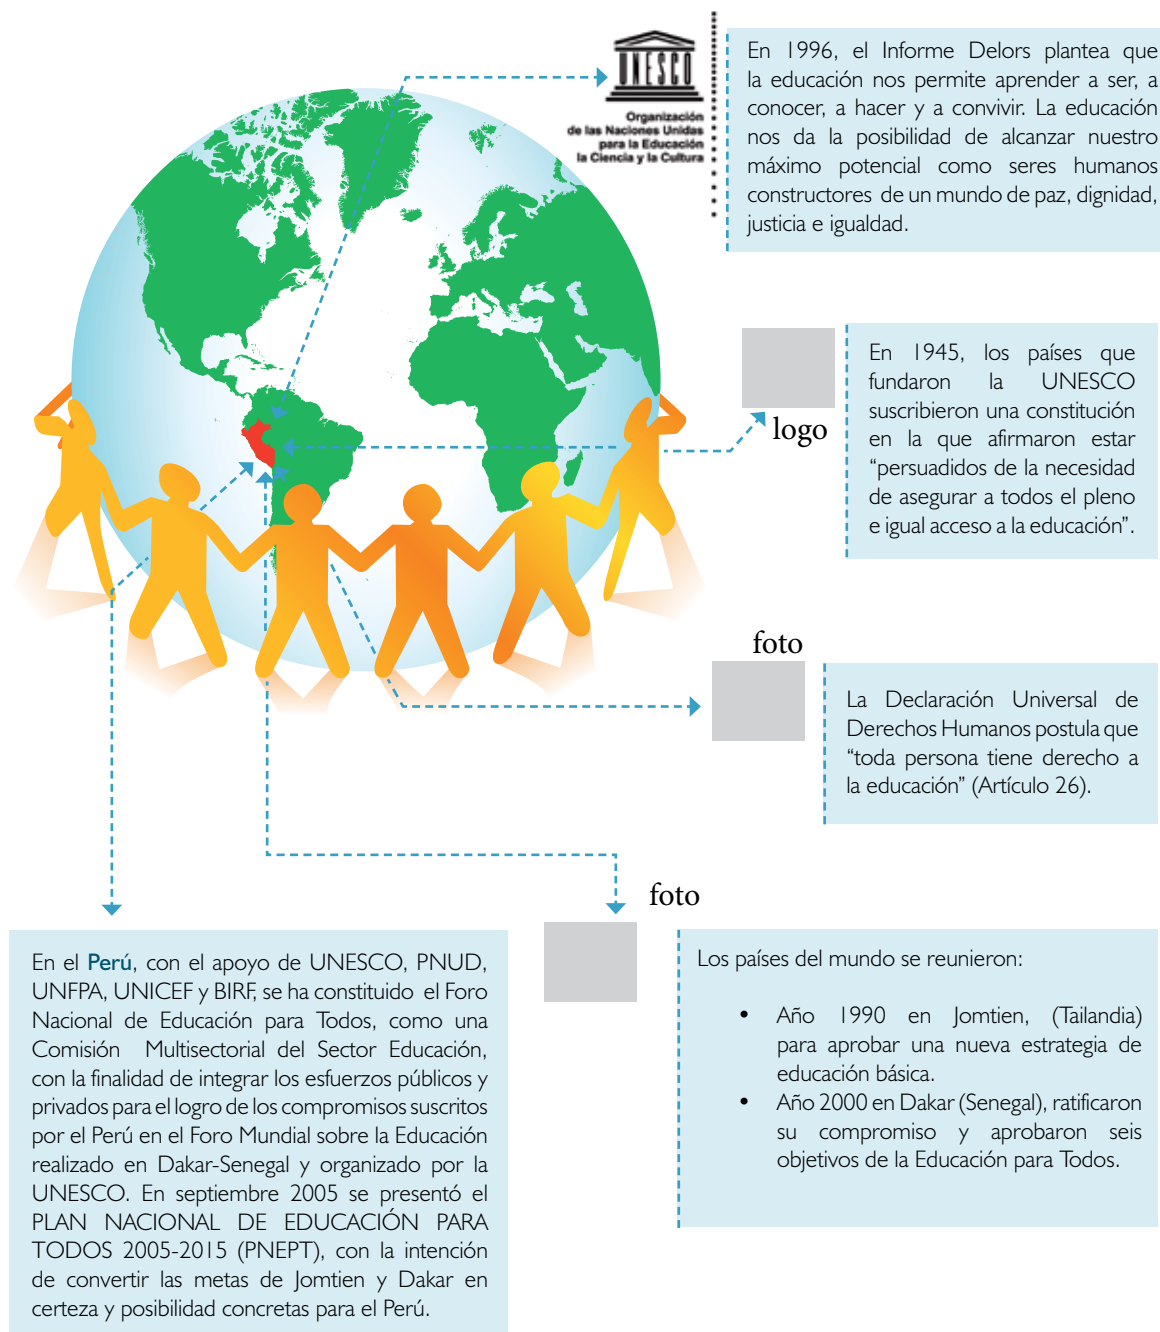 UNESCO
Organización
de las Naciones Unidas
para la Educación
la Ciencia y la Cultura
En 1996, el Informe Delors plantea que
la educación nos permite aprender a ser, a
conocer, a hacer y a convivir. La educación
nos da la posibilidad de alcanzar nuestro
máximo potencial como seres humanos
constructores de un mundo de paz, dignidad,
justicia e igualdad.
logo
En 1945, los países que
fundaron la UNESCO
suscribieron una constitución
en la que afirmaron estar
“persuadidos de la necesidad
de asegurar a todos el pleno
e igual acceso a la educación”.
foto
La Declaración Universal de
Derechos Humanos postula que
“toda persona tiene derecho a
la educación” (Artículo 26).
foto
Los países del mundo se reunieron:
• Año 1990 en Jomtien, (Tailandia)
para aprobar una nueva estrategia de
educación básica.
• Año 2000 en Dakar (Senegal), ratificaron
su compromiso y aprobaron seis
objetivos de la Educación para Todos.
En el Perú, con el apoyo de UNESCO, PNUD,
UNFPA, UNICEF y BIRF, se ha constituido el Foro
Nacional de Educación para Todos, como una
Comisión Multisectorial del Sector Educación,
con la finalidad de integrar los esfuerzos públicos y
privados para el logro de los compromisos suscritos
por el Perú en el Foro Mundial sobre la Educación
realizado en Dakar-Senegal y organizado por la
UNESCO. En septiembre 2005 se presentó el
PLAN NACIONAL DE EDUCACIÓN PARA
TODOS 2005-2015 (PNEPT), con la intención
de convertir las metas de Jomtien y Dakar en
certeza y posibilidad concretas para el Perú.